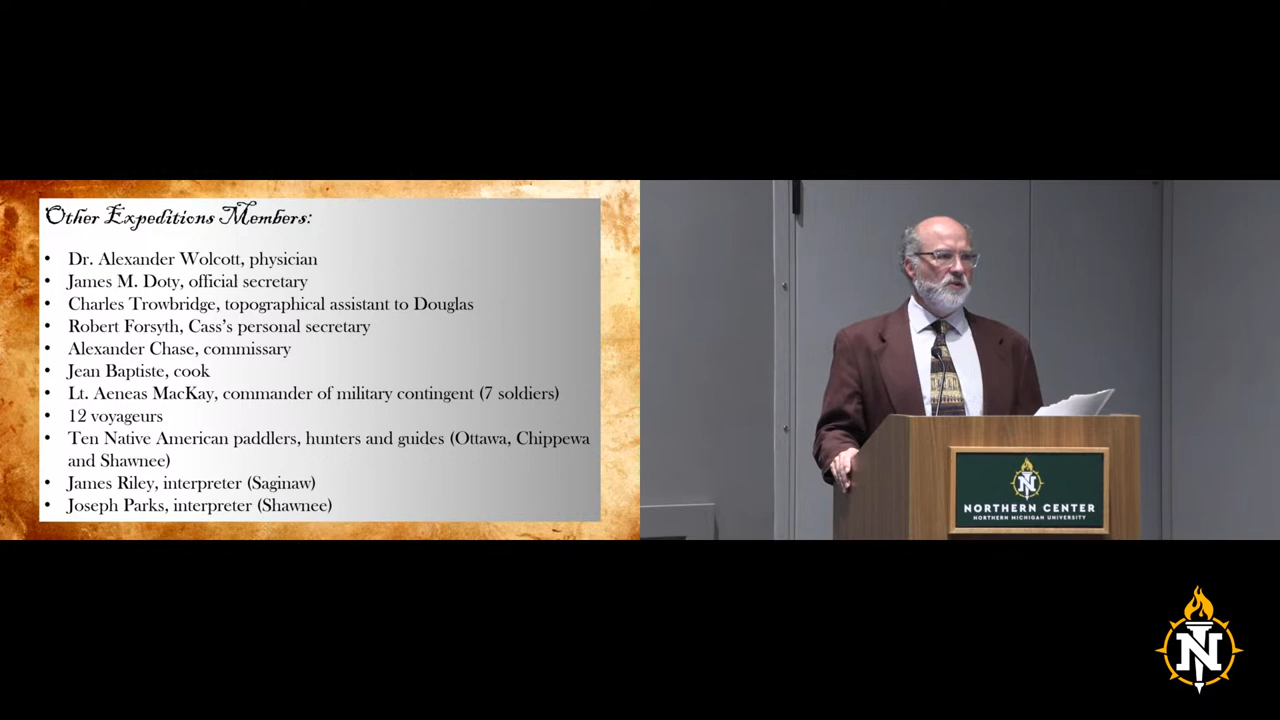 Other Expeditions Members:
• Dr. Alexander Wolcott, physician
• James M. Doty, official secretary
• Charles Trowbridge, topographical assistant to Douglas
• Robert Forsyth, Cass's personal secretary
• Alexander Chase, commissary
• Jean Baptiste, cook
• Lt. Aeneas MacKay, commander of military contingent (7 soldiers)
• 12 voyageurs
• Ten Native American paddlers, hunters and guides (Ottawa, Chippewa
and Shawnee)
• James Riley, interpreter (Saginaw)
• Joseph Parks, interpreter (Shawnee)
N
NORTHERN CENTER
NORTHERN MICHIGAN UNIVERSITY
N